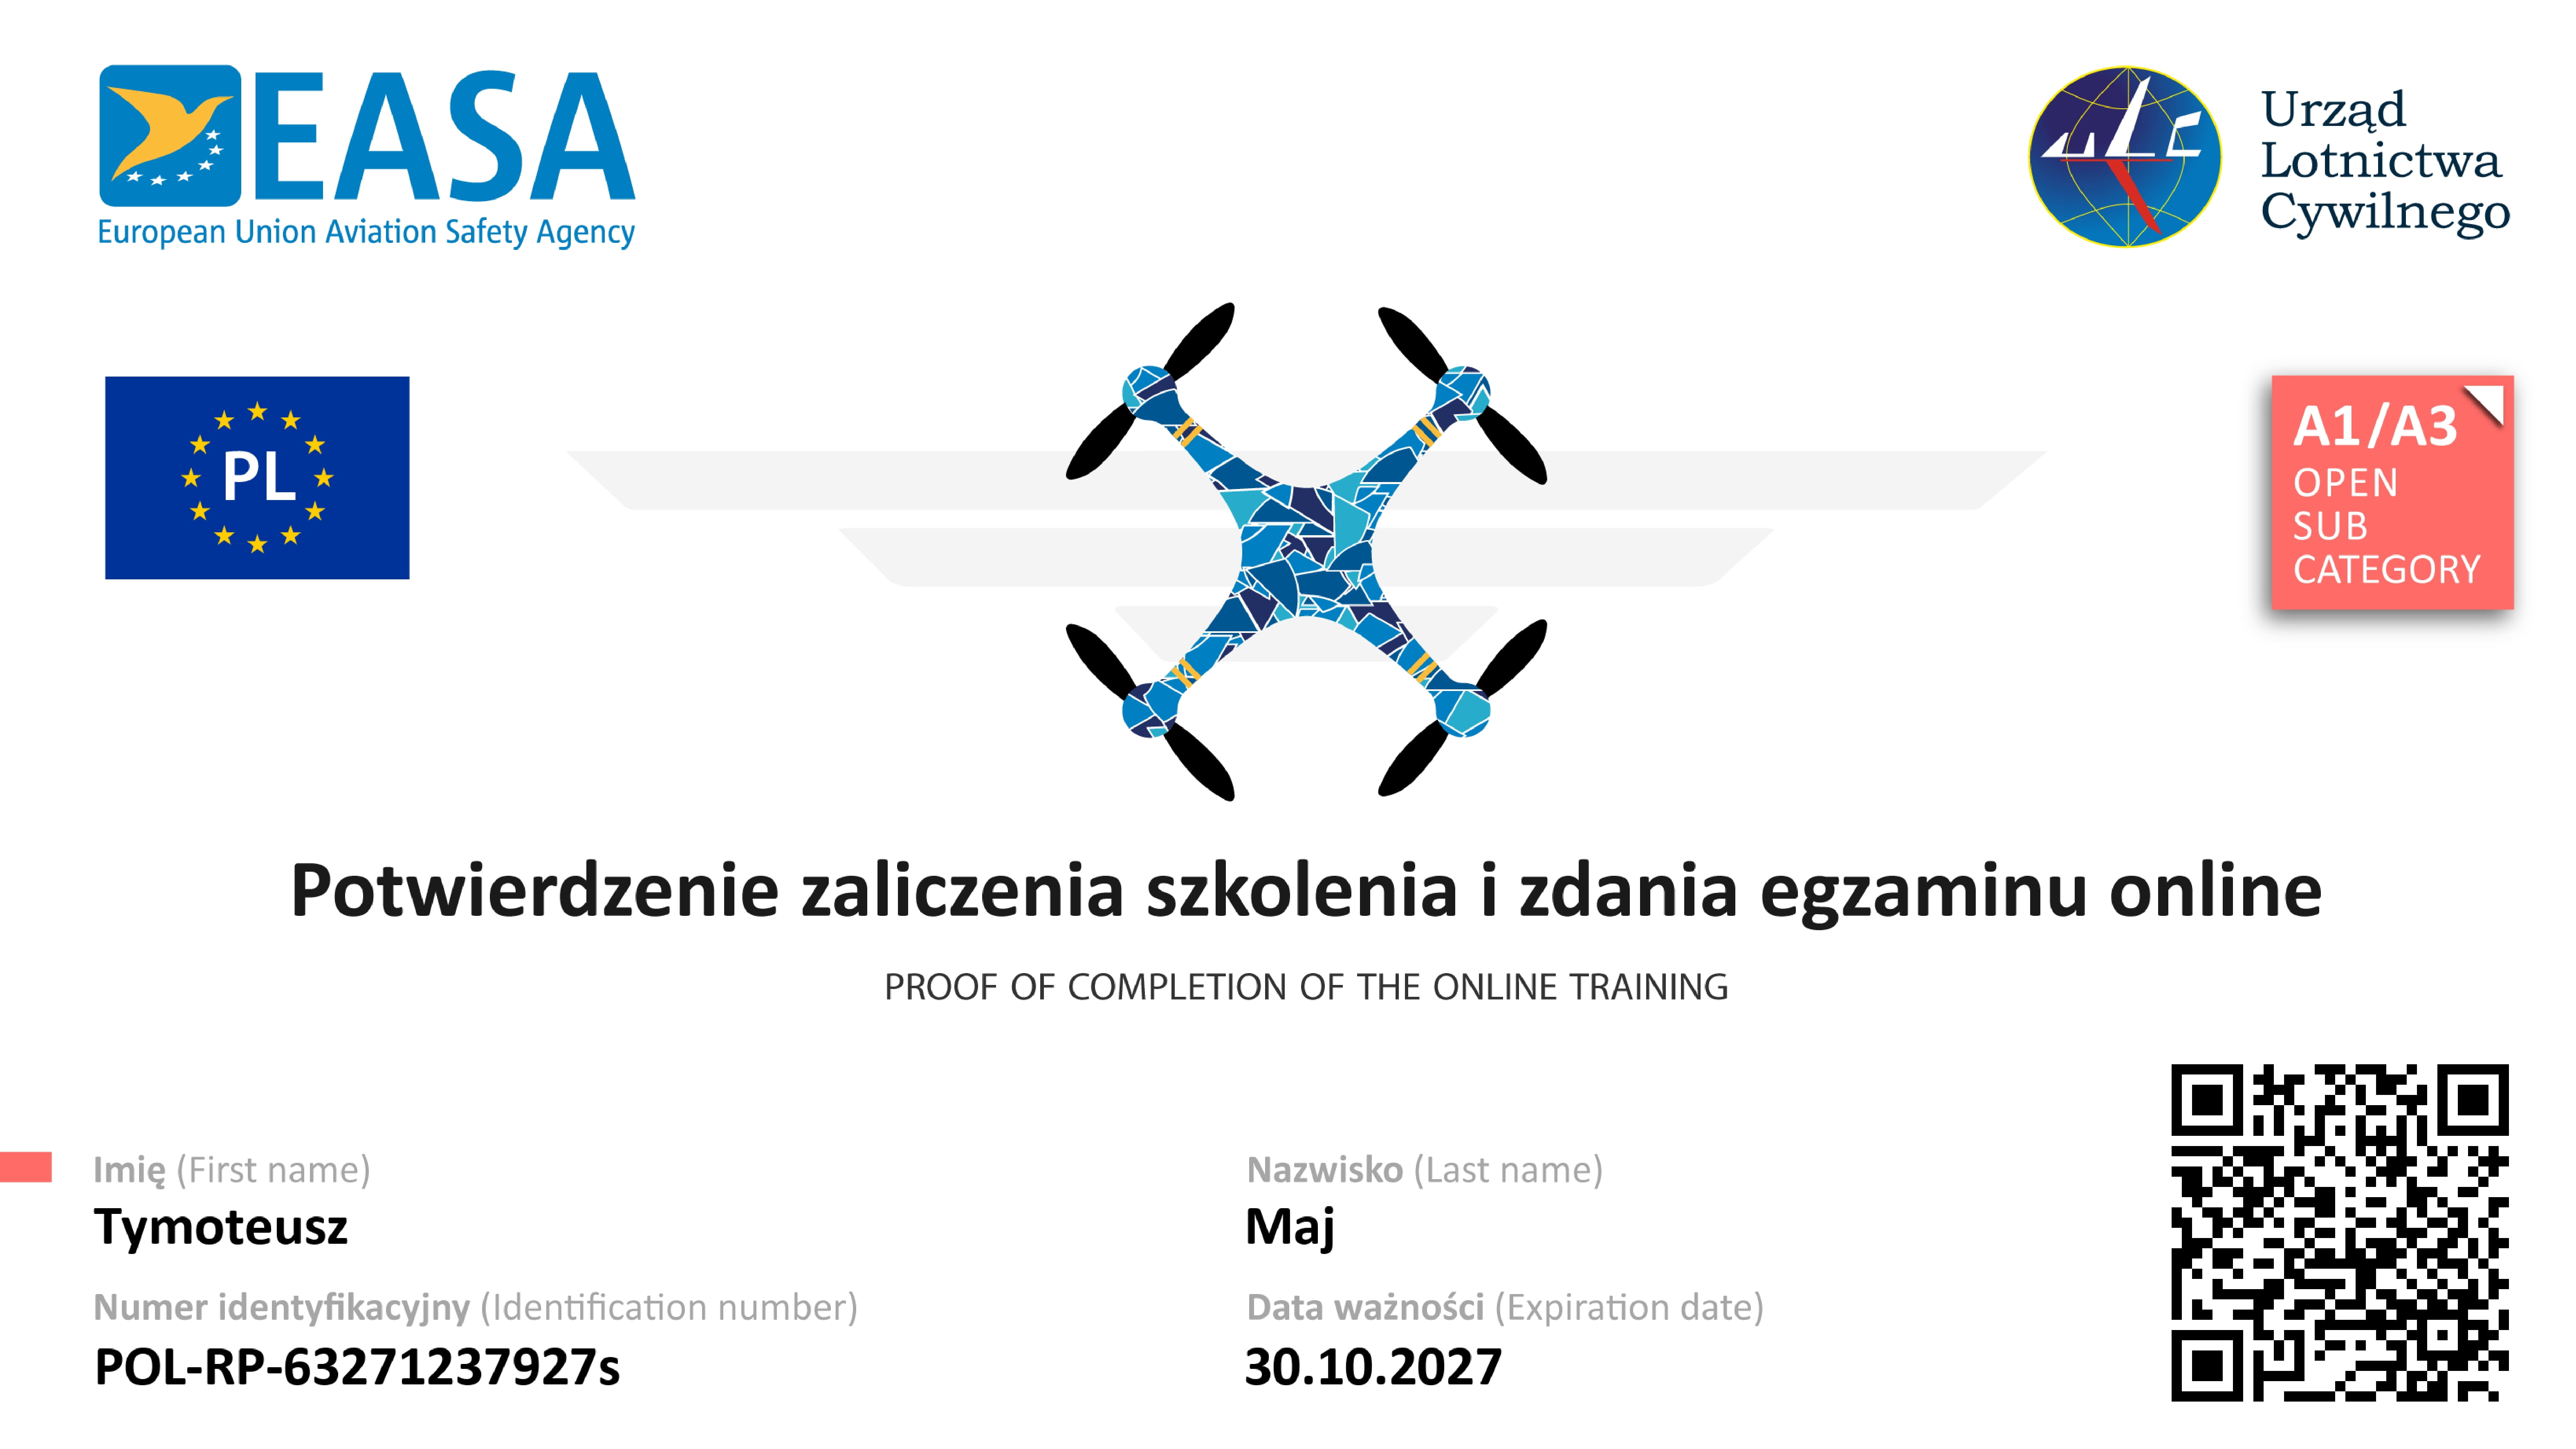 EASA
European Union Aviation Safety Agency
Urząd
Lotnictwa
Cywilnego
PL
A1/A3
OPEN
SUB
CATEGORY
Potwierdzenie zaliczenia szkolenia i zdania egzaminu online
PROOF OF COMPLETION OF THE ONLINE TRAINING
Imię (First name)
Tymoteusz
Nazwisko (Last name)
Maj
Numer identyfikacyjny (Identification number)
POL-RP-63271237927s
Data ważności (Expiration date)
30.10.2027